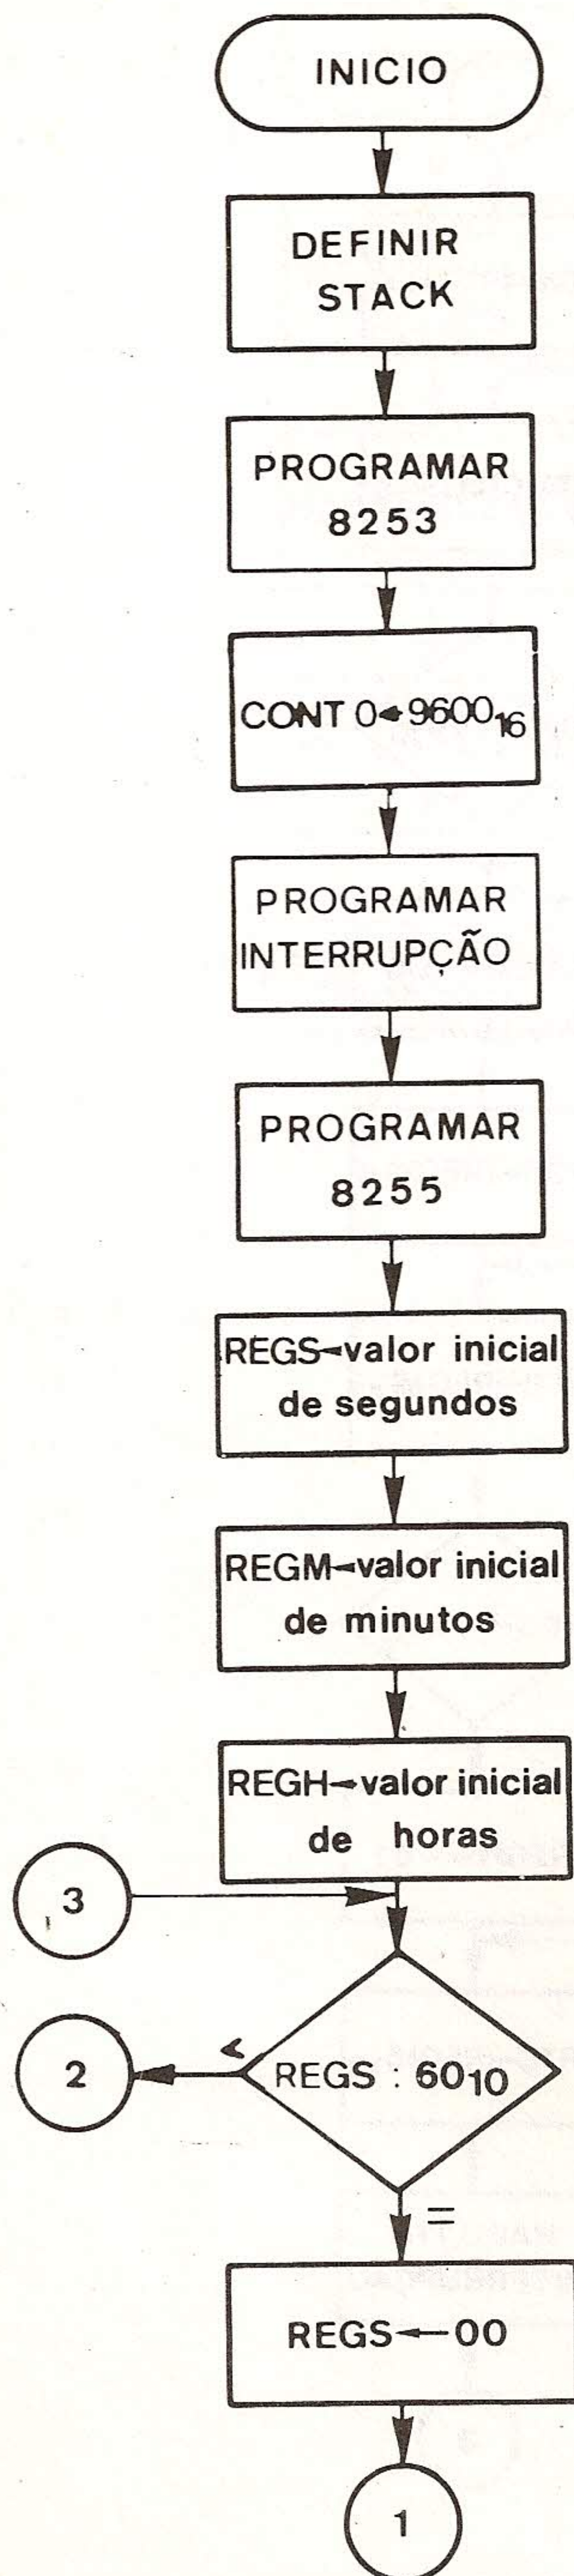 INICIO
DEFINIR
STACK
PROGRAMAR
8253
CONT 0←9600₁₆
PROGRAMAR
INTERRUPÇÃO
PROGRAMAR
8255
REGS←valor inicial
de segundos
REGM←valor inicial
de minutos
REGH←valor inicial
de horas
3
2
<
REGS : 60₁₀
=
REGS←00
1